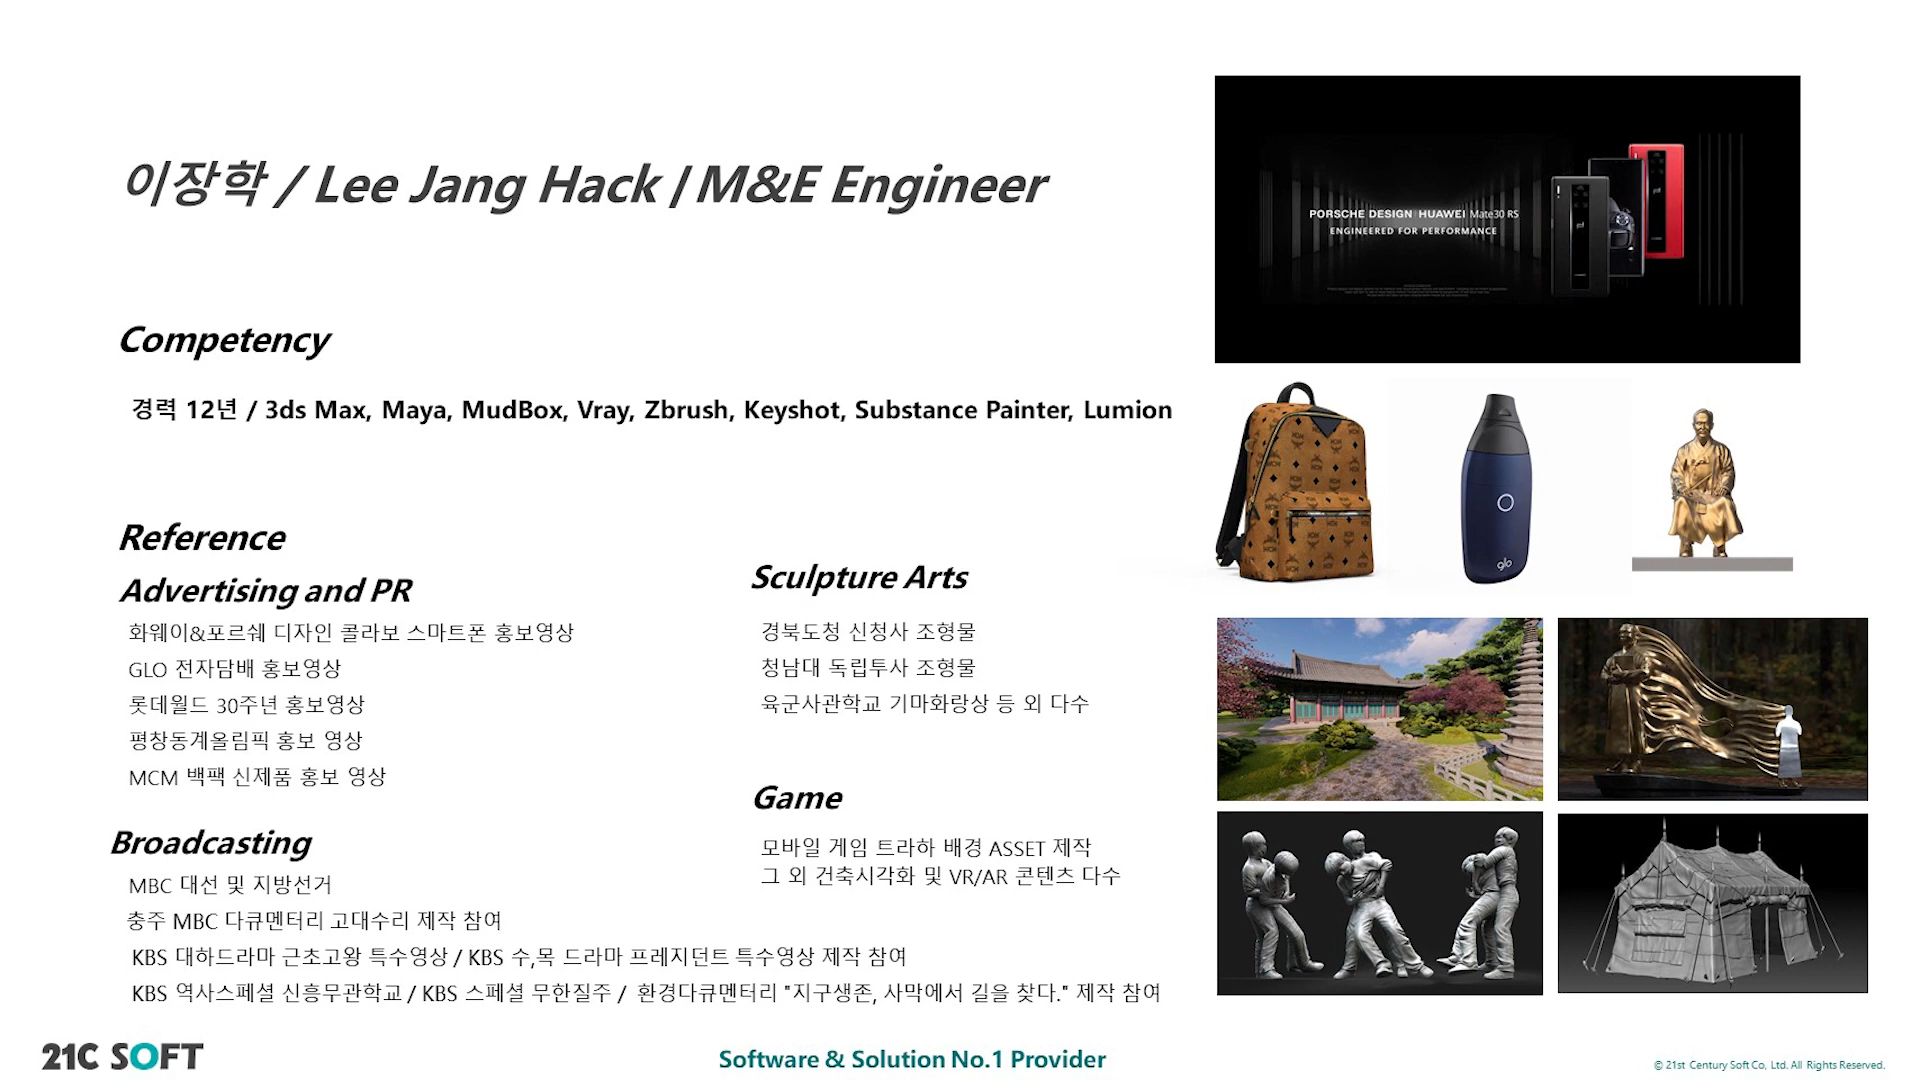 이장학 / Lee Jang Hack / M&E Engineer
Competency
경력 12년 / 3ds Max, Maya, MudBox, Vray, Zbrush, Keyshot, Substance Painter, Lumion
Reference
Advertising and PR
화웨이&포르쉐 디자인 콜라보 스마트폰 홍보영상
GLO 전자담배 홍보영상
롯데월드 30주년 홍보영상
평창동계올림픽 홍보 영상
MCM 백팩 신제품 홍보 영상
Broadcasting
MBC 대선 및 지방선거
충주 MBC 다큐멘터리 고대수리 제작 참여
KBS 대하드라마 근초고왕 특수영상 / KBS 수,목 드라마 프레지던트 특수영상 제작 참여
KBS 역사스페셜 신흥무관학교 / KBS 스페셜 무한질주 / 환경다큐멘터리 "지구생존, 사막에서 길을 찾다." 제작 참여
Sculpture Arts
경북도청 신청사 조형물
청남대 독립투사 조형물
육군사관학교 기마화랑상 등 외 다수
Game
모바일 게임 트라하 배경 ASSET 제작
그 외 건축시각화 및 VR/AR 콘텐츠 다수
PORSCHE DESIGN HUAWEI Mate30 RS
ENGINEERED FOR PERFORMANCE
glo
21C SOFT
Software & Solution No.1 Provider
© 21st Century Soft Co, Ltd. All Rights Reserved.